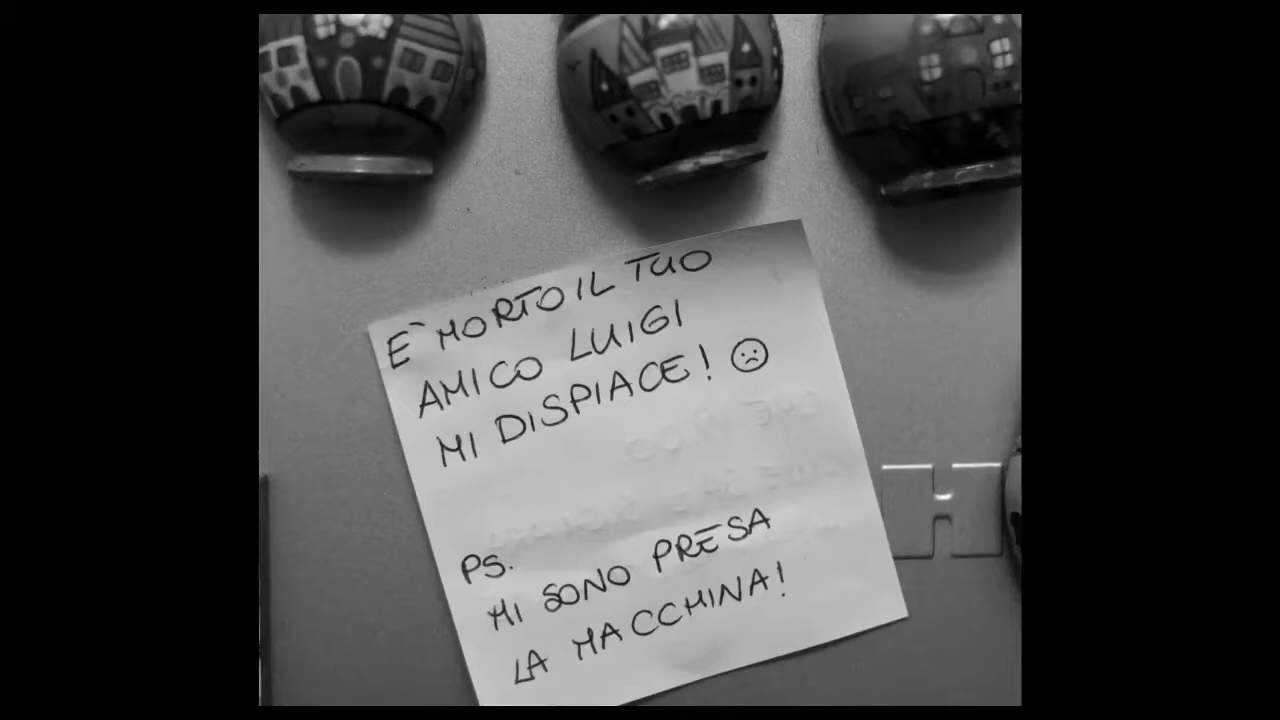 E' MORTO IL TUO
AMICO LUIGI
MI DISPIACE! ☹
PS.
MI SONO PRESA
LA MACCHINA!